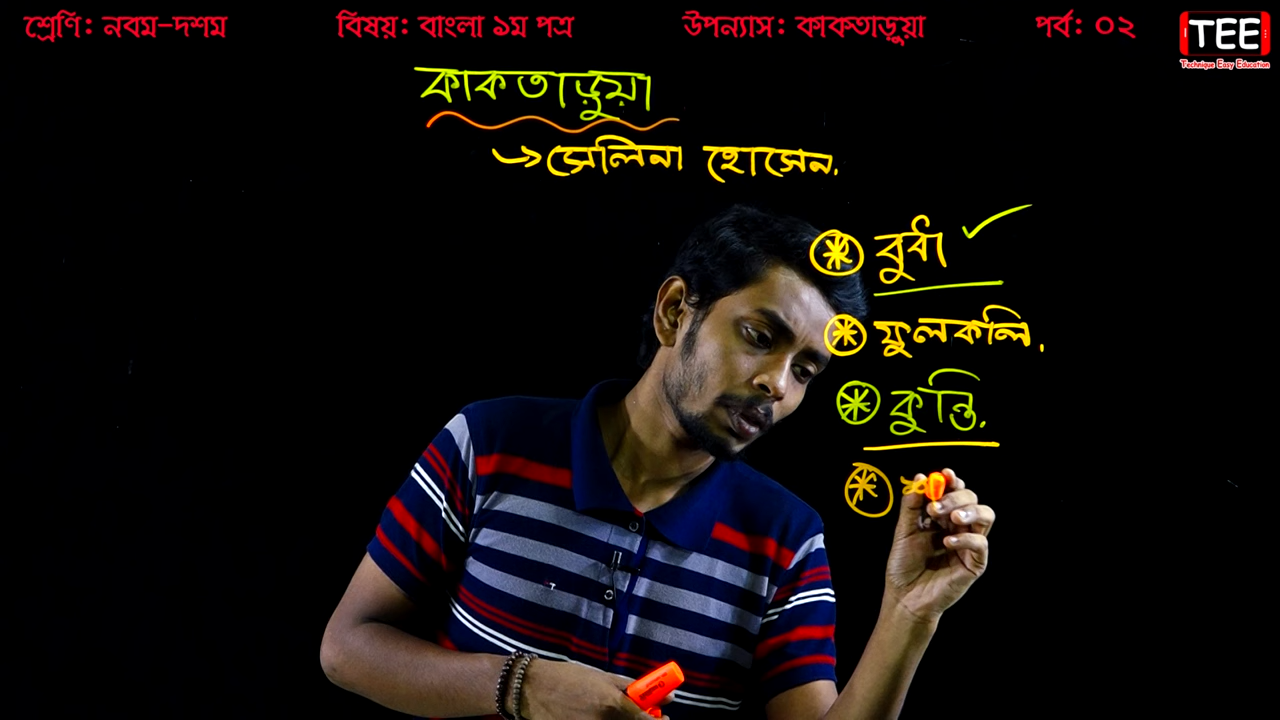 শ্রেণি: নবম-দশম বিষয়: বাংলা ১ম পত্র উপন্যাস: কাকতাড়ুয়া পর্ব: ০২
TEE
Technique Easy Education
কাকতাড়ুয়া
সেলিনা হোসেন.
বুধা
ফুলকলি.
কুন্তি.